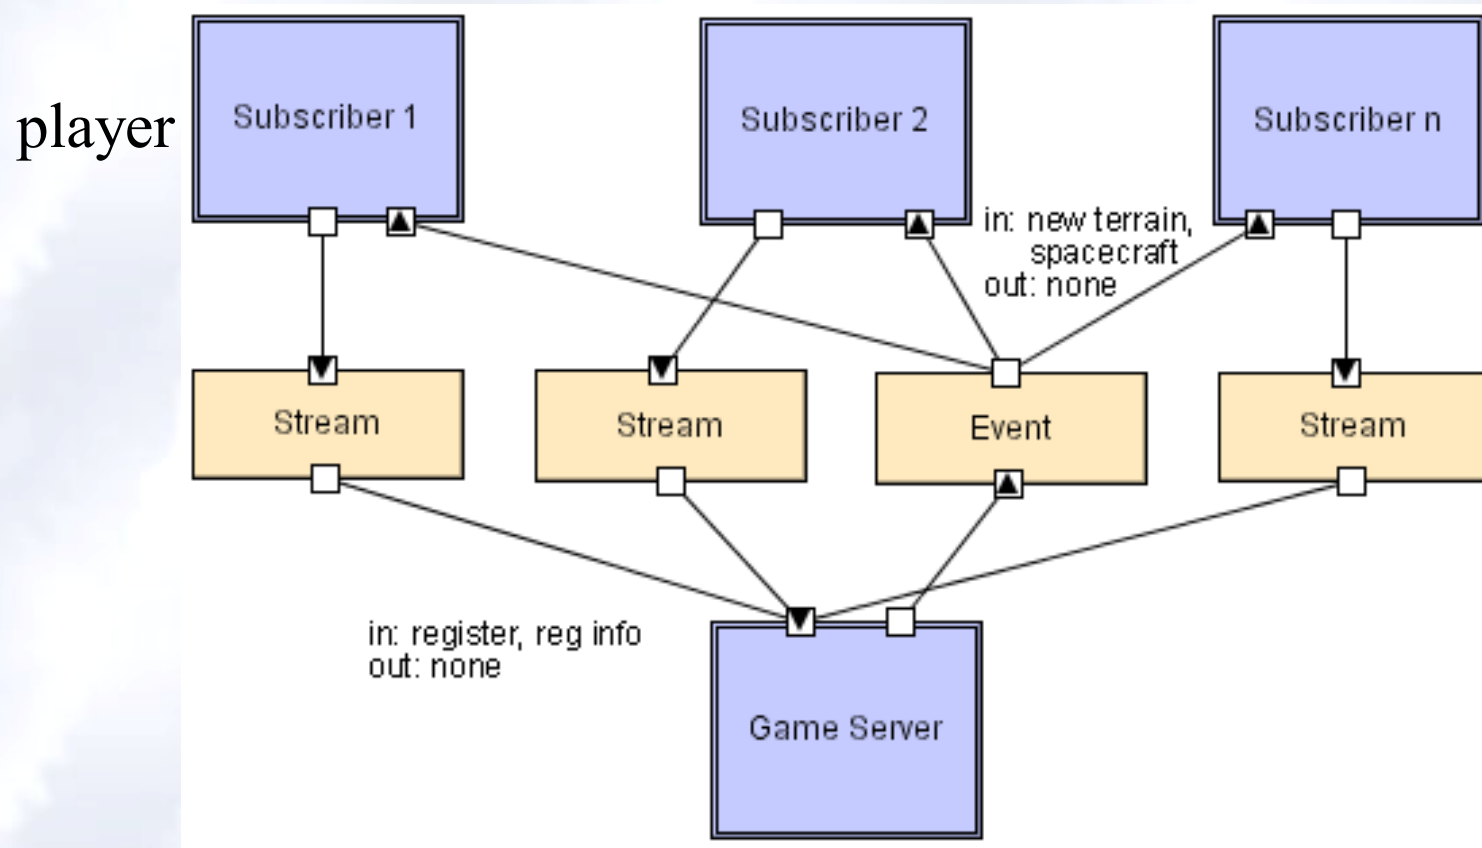 player
Subscriber 1
Subscriber 2
Subscriber n
in: new terrain,
spacecraft
out: none
Stream
Stream
Event
Stream
in: register, reg info
out: none
Game Server